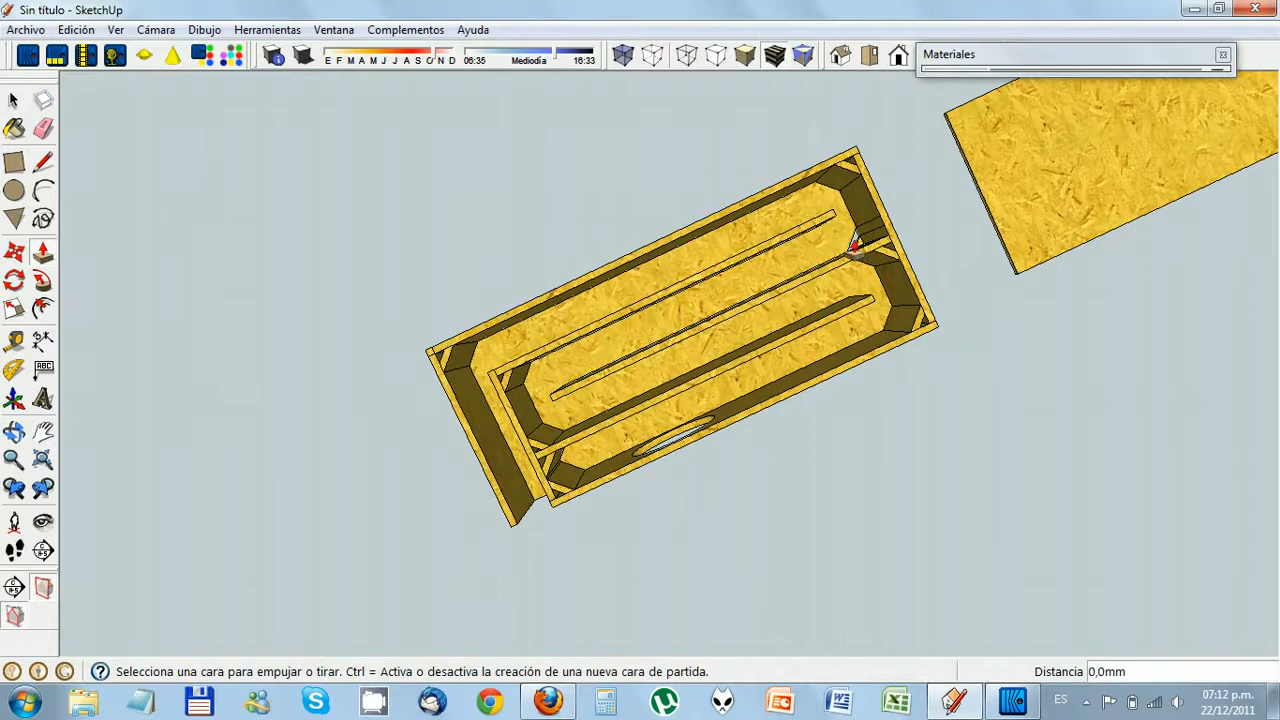 Sin título - SketchUp
Archivo Edición Ver Cámara Dibujo Herramientas Ventana Complementos Ayuda
E F M A M J J A S O N D 06:35 Mediodía 16:33
Materiales
ABC
Selecciona una cara para empujar o tirar. Ctrl = Activa o desactiva la creación de una nueva cara de partida.
Distancia 0,0mm
ES
07:12 p.m.
22/12/2011